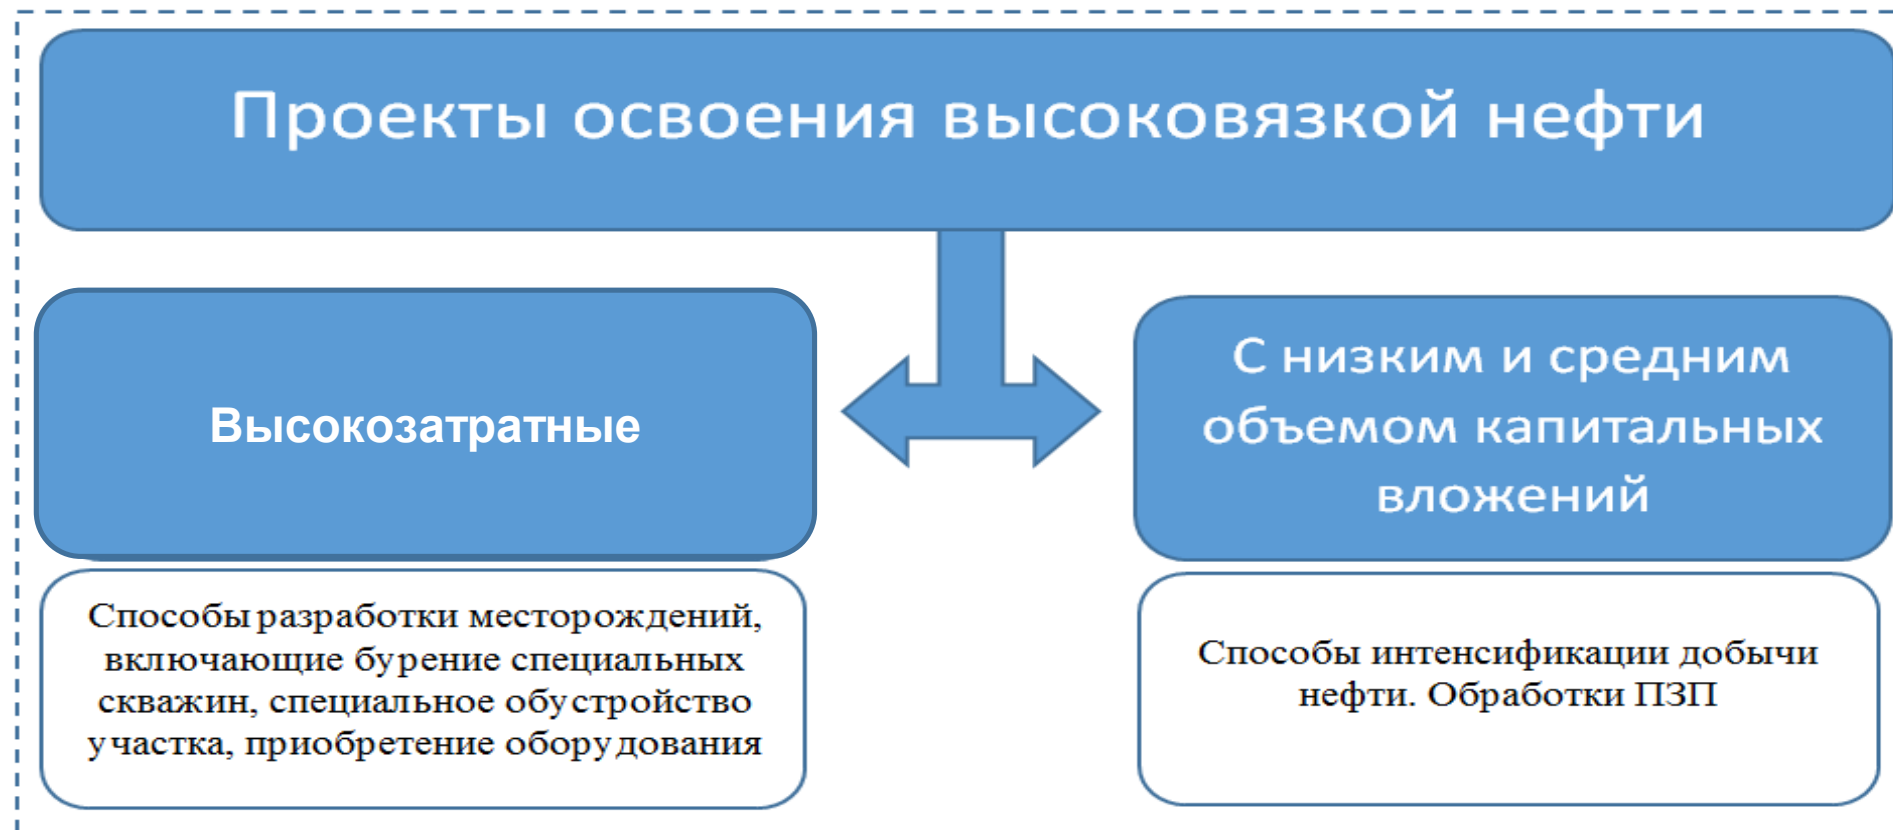 Проекты освоения высоковязкой нефти
Высокозатратные
С низким и средним
объемом капитальных
вложений
Способы разработки месторождений,
включающие бурение специальных
скважин, специальное обустройство
участка, приобретение оборудования
Способы интенсификации добычи
нефти. Обработки ПЗП